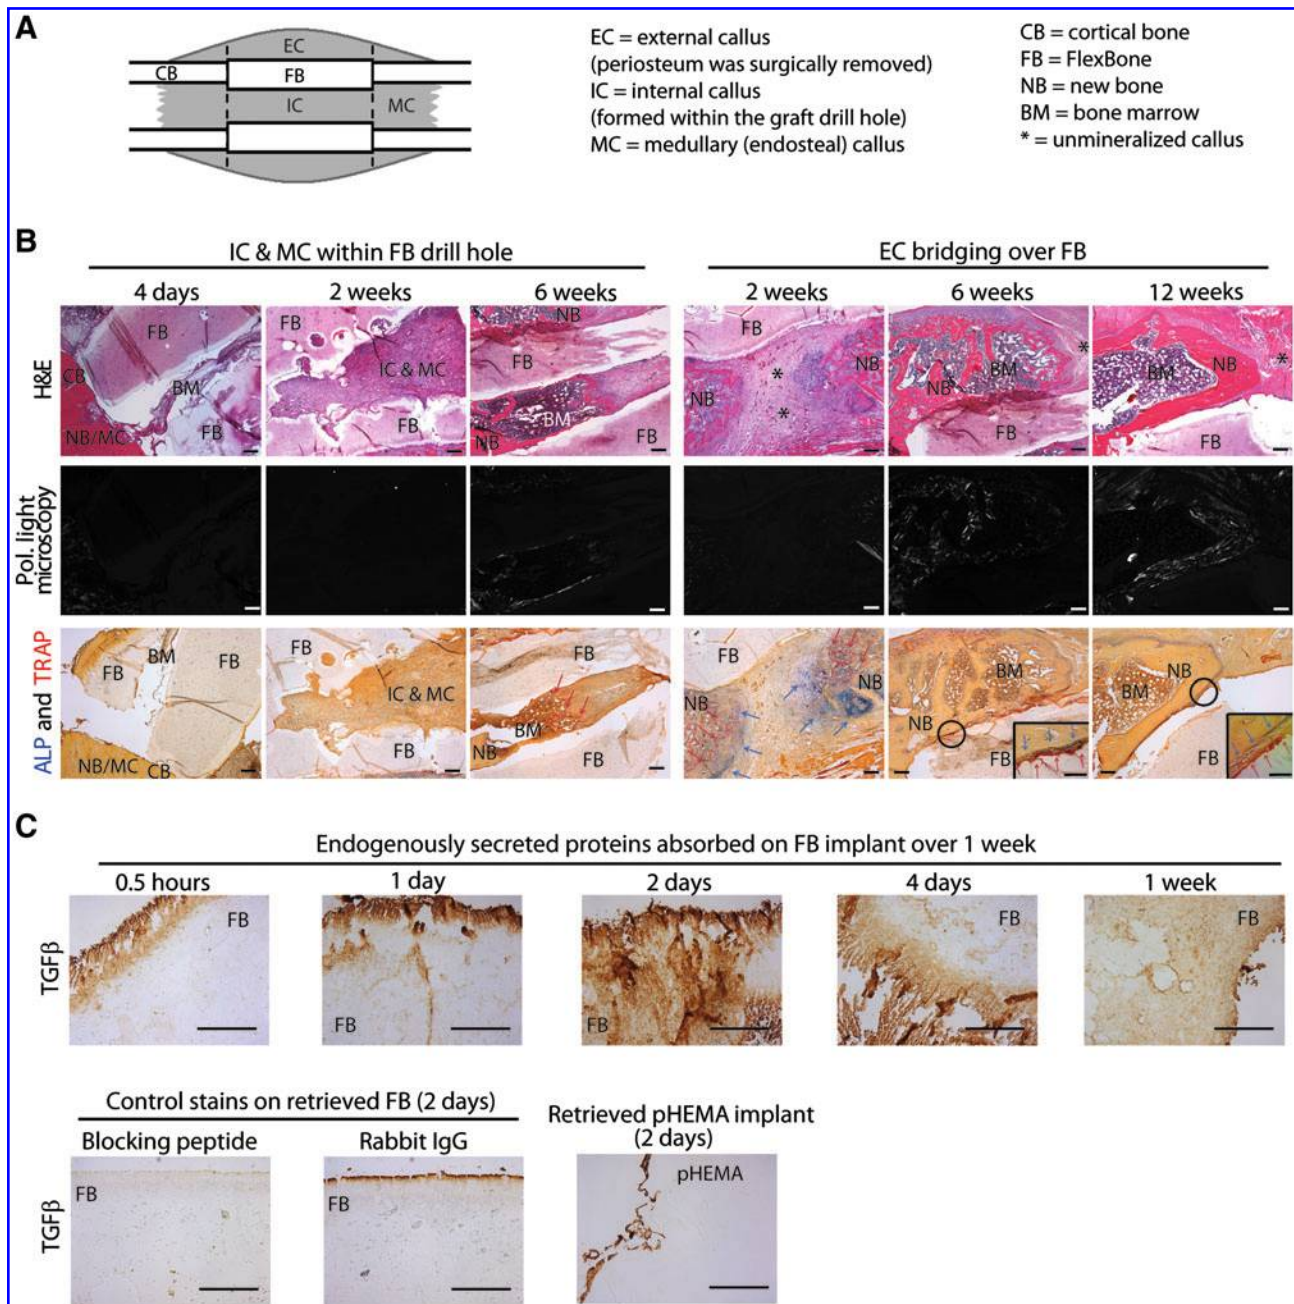 A
EC
CB
FB
IC
MC
EC = external callus
(periosteum was surgically removed)
IC = internal callus
(formed within the graft drill hole)
MC = medullary (endosteal) callus
CB = cortical bone
FB = FlexBone
NB = new bone
BM = bone marrow
* = unmineralized callus
B
IC & MC within FB drill hole
EC bridging over FB
4 days
2 weeks
6 weeks
2 weeks
6 weeks
12 weeks
H&E
FB
CB
BM
NB/MC
FB
FB
IC & MC
FB
NB
FB
BM
NB
FB
FB
*
NB
NB
*
*
NB
BM
FB
NB
*
BM
FB
Pol. light
microscopy
ALP and TRAP
BM
FB
FB
NB/MC
CB
FB
IC & MC
FB
FB
BM
NB
FB
FB
NB
NB
BM
NB
FB
NB
BM
FB
C
Endogenously secreted proteins absorbed on FB implant over 1 week
0.5 hours
1 day
2 days
4 days
1 week
TGFβ
FB
FB
FB
FB
FB
Control stains on retrieved FB (2 days)
Retrieved pHEMA implant
(2 days)
Blocking peptide
Rabbit IgG
TGFβ
FB
FB
pHEMA